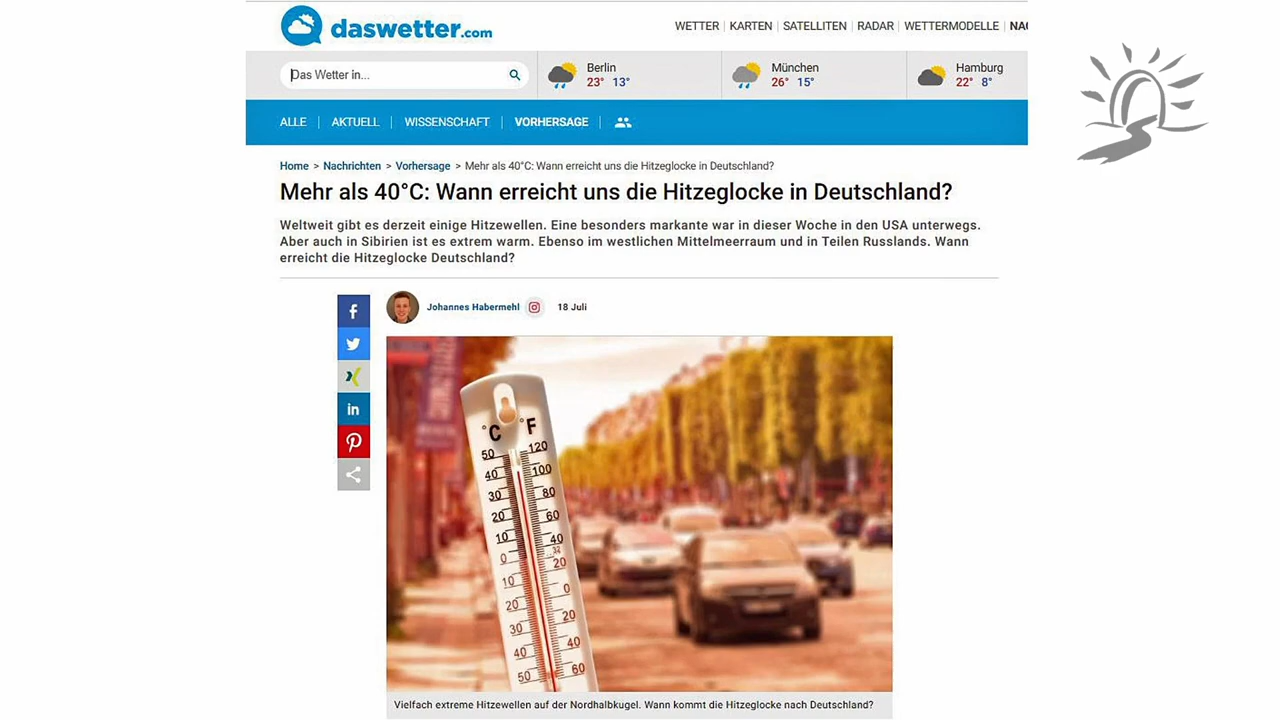 daswetter.com
WETTER | KARTEN | SATELLITEN | RADAR | WETTERMODELLE
Das Wetter in...
Berlin
23° 13°
München
26° 15°
Hamburg
22° 8°
ALLE | AKTUELL | WISSENSCHAFT | VORHERSAGE |
Home > Nachrichten > Vorhersage > Mehr als 40°C: Wann erreicht uns die Hitzeglocke in Deutschland?
Mehr als 40°C: Wann erreicht uns die Hitzeglocke in Deutschland?
Weltweit gibt es derzeit einige Hitzewellen. Eine besonders markante war in dieser Woche in den USA unterwegs.
Aber auch in Sibirien ist es extrem warm. Ebenso im westlichen Mittelmeerraum und in Teilen Russlands. Wann
erreicht die Hitzeglocke Deutschland?
Johannes Habermehl 18 Juli
°C °F
50 120
40 100
30 80
20 60
10 40
0 32
10 20
20 0
30 20
40 40
50 60
Vielfach extreme Hitzewellen auf der Nordhalbkugel. Wann kommt die Hitzeglocke nach Deutschland?